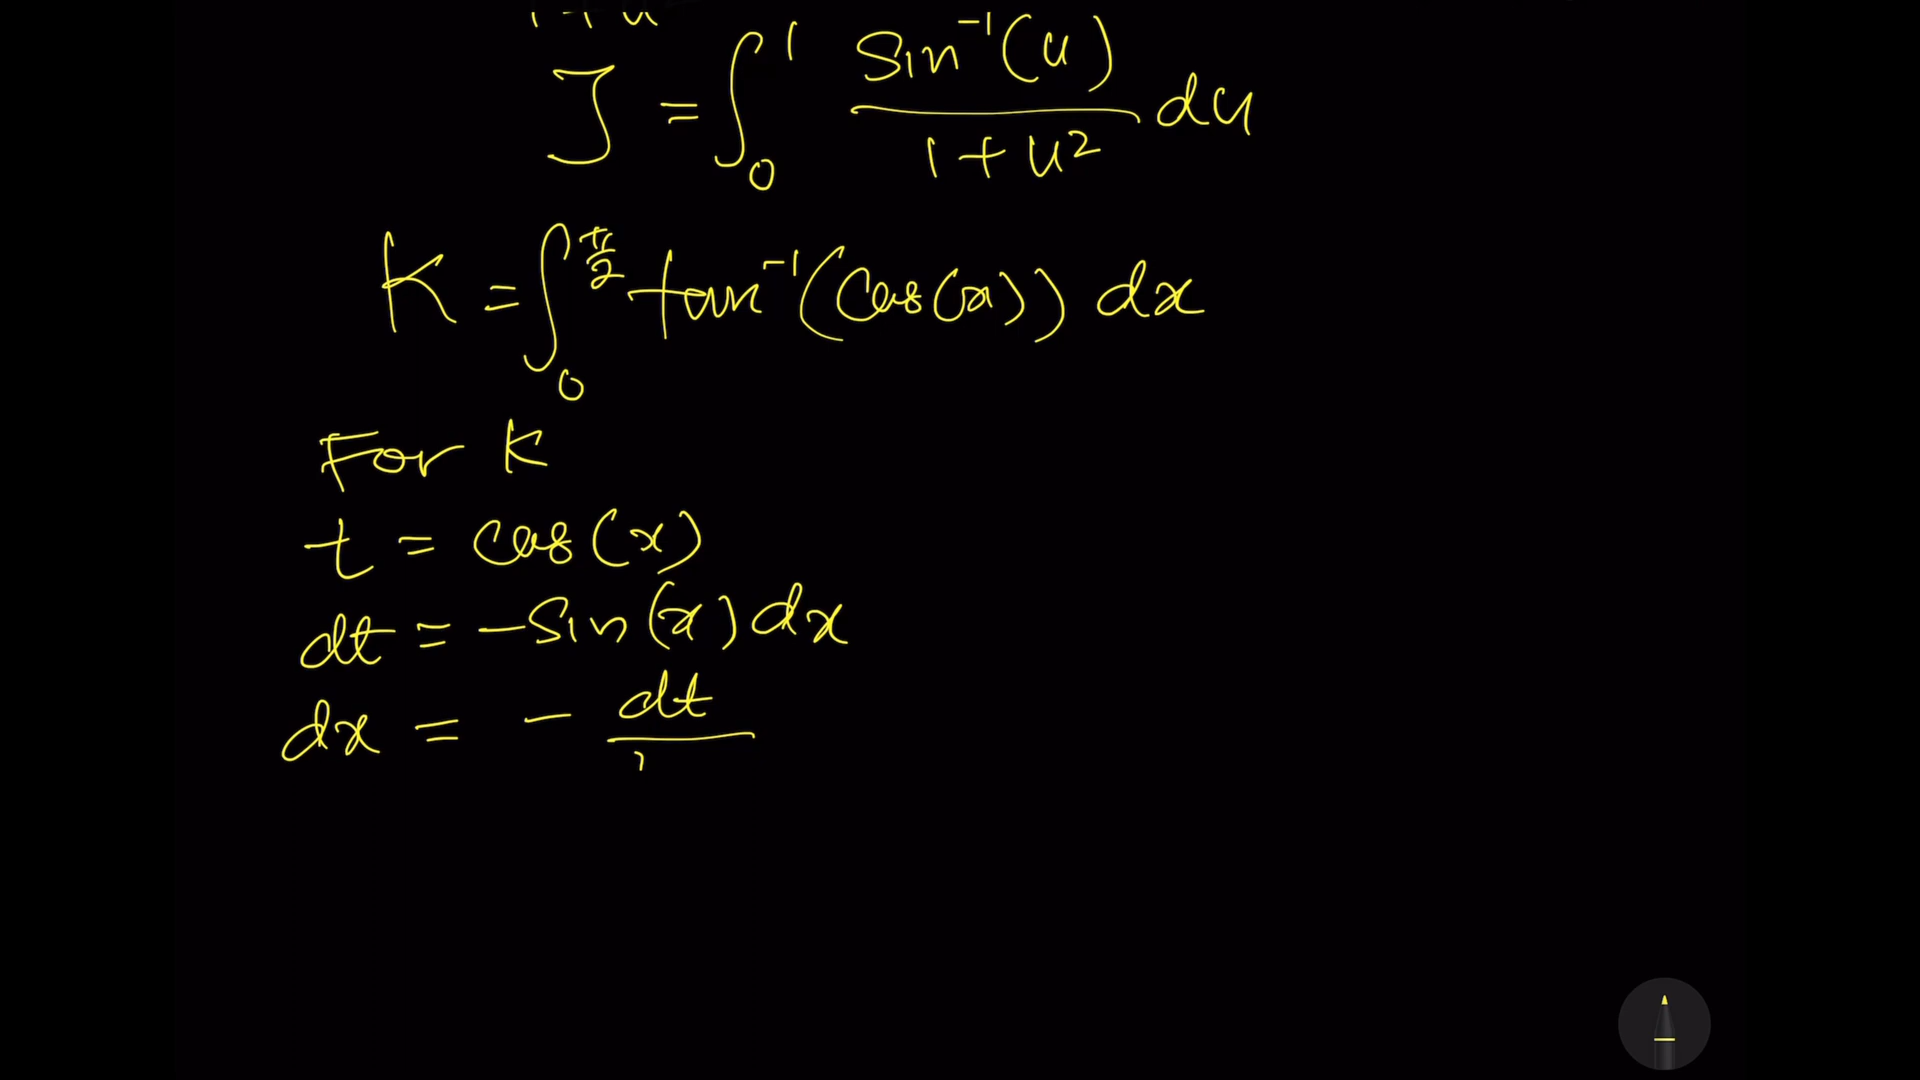 1+u
J = ∫₀¹ Sin⁻¹(u) / 1+u² du
K = ∫₀^{π/2} tan⁻¹(Cos(x)) dx
For K
t = cos(x)
dt = -Sin(x) dx
dx = - dt /